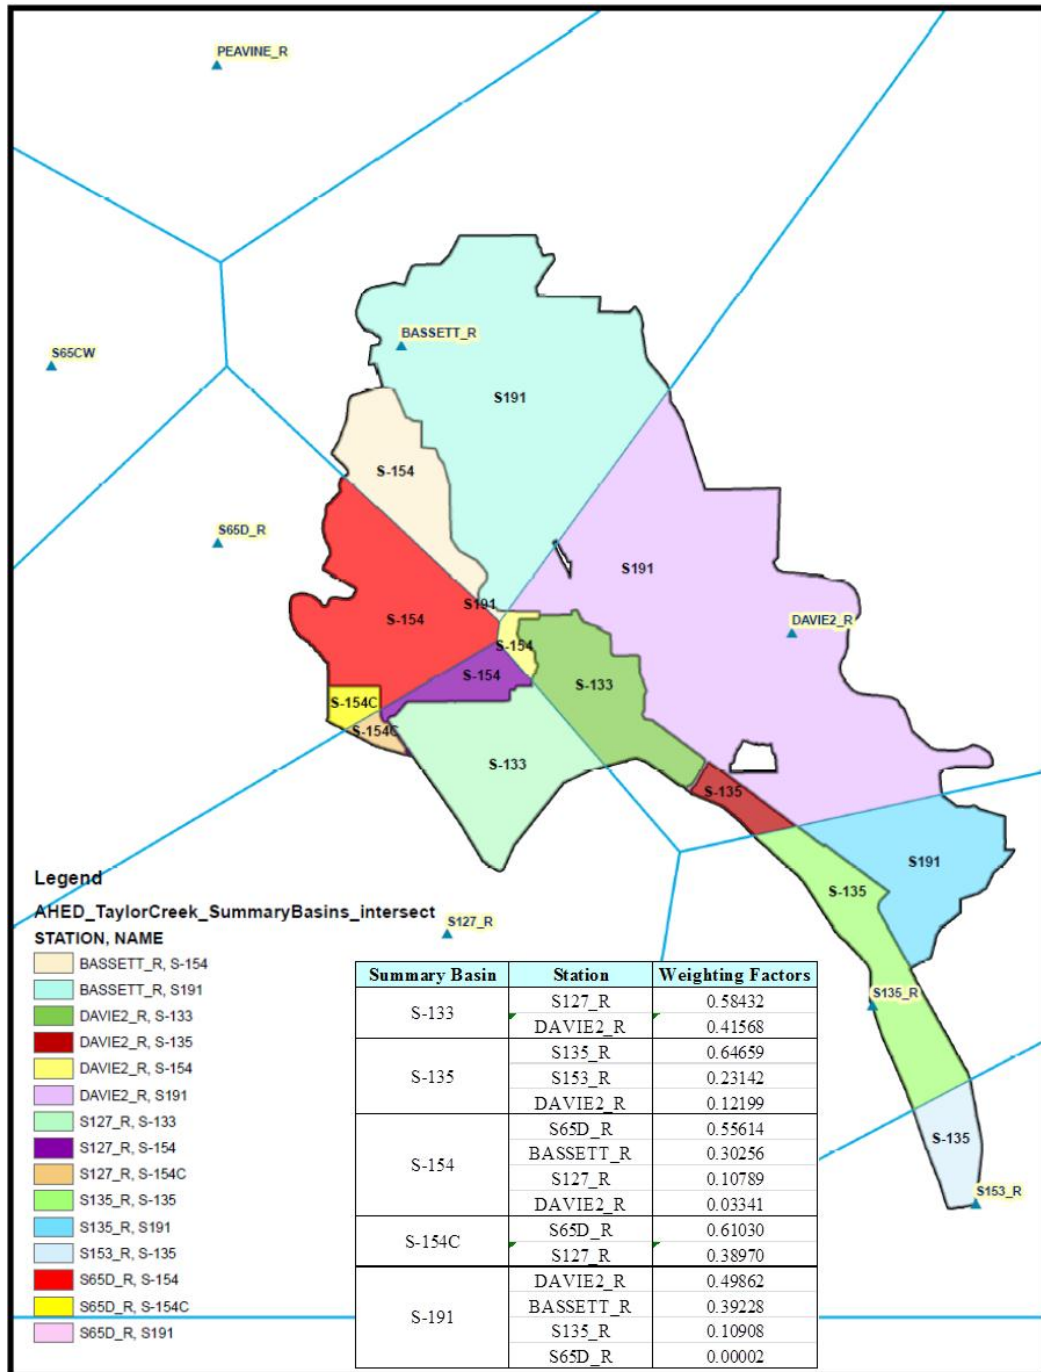 PEAVINE_R
BASSETT_R
S65CW
S191
S-154
S65D_R
S191
S191
DAVIE2_R
S-154
S-154
S-154
S-133
S-154C
S-154C
S-133
S-135
S191
S-135
S127_R
S135_R
S-135
S153_R
Legend
AHED_TaylorCreek_SummaryBasins_intersect
STATION, NAME
BASSETT_R, S-154
BASSETT_R, S191
DAVIE2_R, S-133
DAVIE2_R, S-135
DAVIE2_R, S-154
DAVIE2_R, S191
S127_R, S-133
S127_R, S-154
S127_R, S-154C
S135_R, S-135
S135_R, S191
S153_R, S-135
S65D_R, S-154
S65D_R, S-154C
S65D_R, S191
Summary Basin Station Weighting Factors
S-133 S127_R 0.58432
DAVIE2_R 0.41568
S-135 S135_R 0.64659
S153_R 0.23142
DAVIE2_R 0.12199
S-154 S65D_R 0.55614
BASSETT_R 0.30256
S127_R 0.10789
DAVIE2_R 0.03341
S-154C S65D_R 0.61030
S127_R 0.38970
S-191 DAVIE2_R 0.49862
BASSETT_R 0.39228
S135_R 0.10908
S65D_R 0.00002